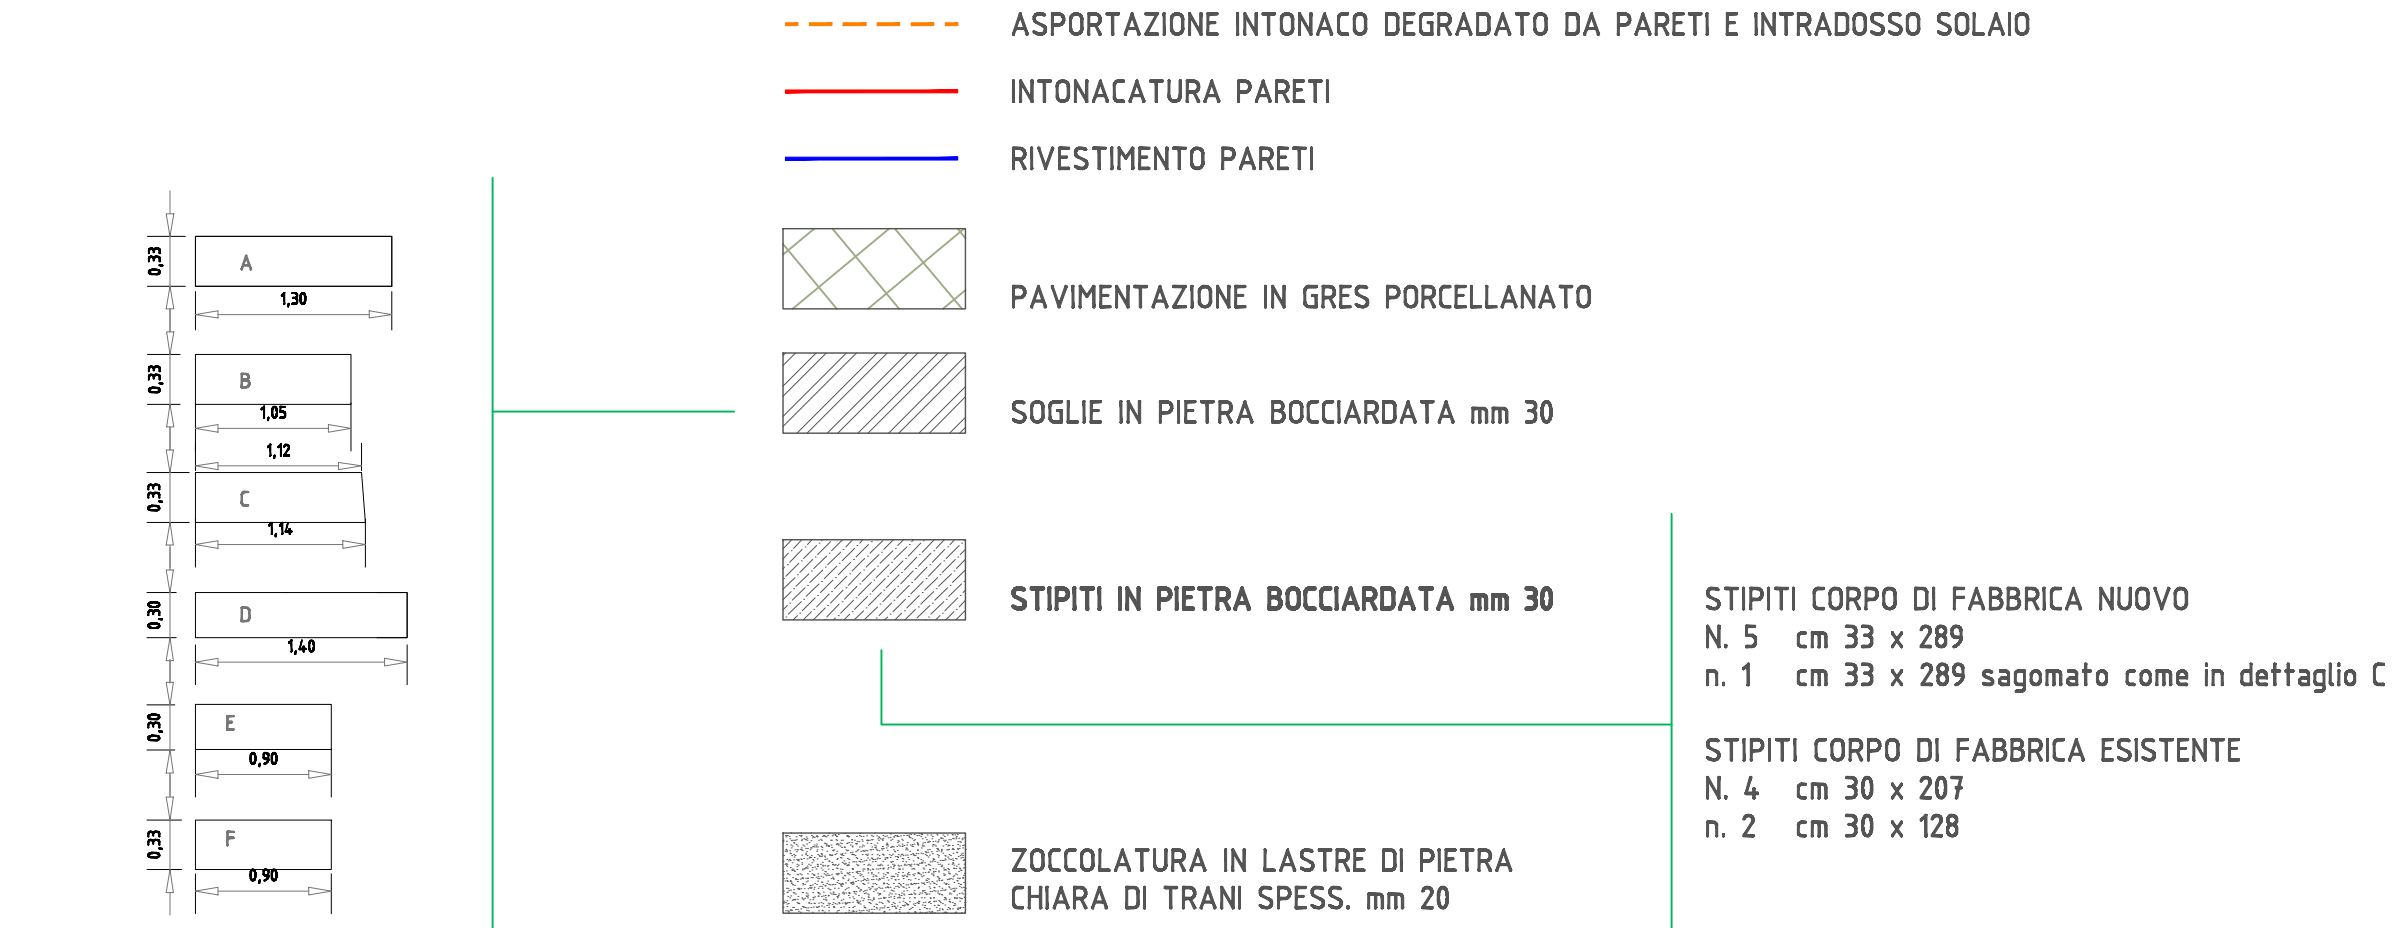 ASPORTAZIONE INTONACO DEGRADATO DA PARETI E INTRADOSSO SOLAIO
INTONACATURA PARETI
RIVESTIMENTO PARETI
0,33
A
1,30
0,33
B
1,05
1,12
0,33
C
1,14
0,30
D
1,40
0,30
E
0,90
0,33
F
0,90
PAVIMENTAZIONE IN GRES PORCELLANATO
SOGLIE IN PIETRA BOCCIARDATA mm 30
STIPITI IN PIETRA BOCCIARDATA mm 30
STIPITI CORPO DI FABBRICA NUOVO
N. 5 cm 33 x 289
n. 1 cm 33 x 289 sagomato come in dettaglio C
STIPITI CORPO DI FABBRICA ESISTENTE
N. 4 cm 30 x 207
n. 2 cm 30 x 128
ZOCCOLATURA IN LASTRE DI PIETRA
CHIARA DI TRANI SPESS. mm 20